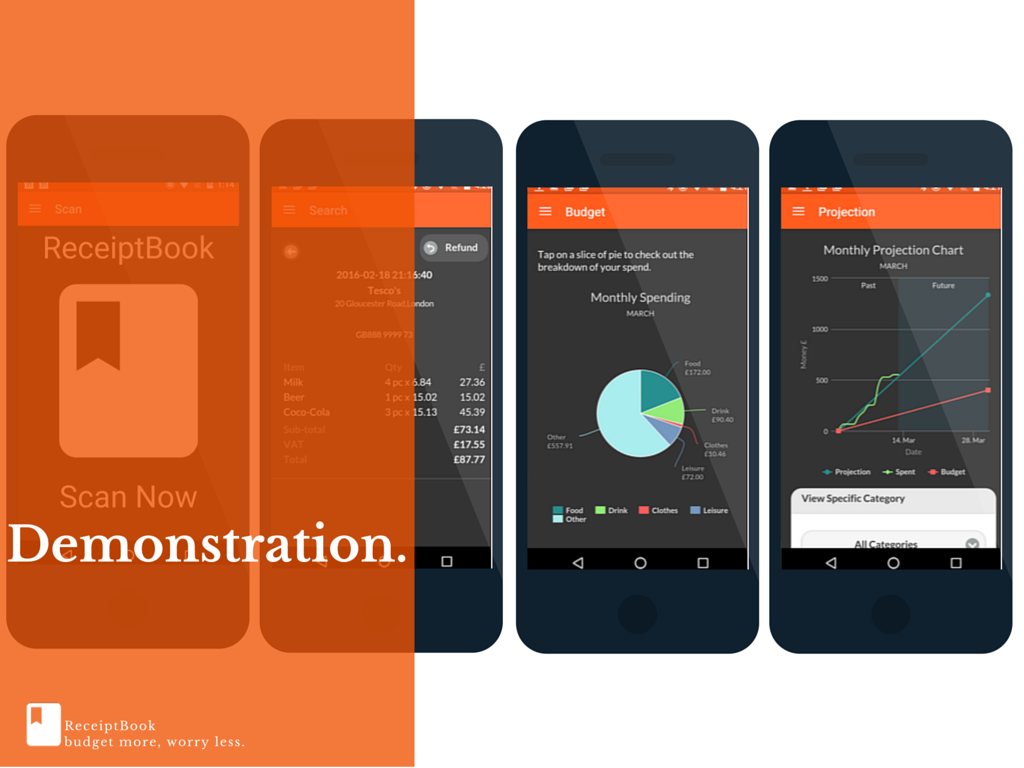 1:14
Scan
ReceiptBook
Scan Now
Search
Refund
2016-02-18 21:16:40
Tesco's
20 Gloucester Road,London
GB888 9999 73
Item Qty £
Milk 4 pc x 6.84 27.36
Beer 1 pc x 15.02 15.02
Coco-Cola 3 pc x 15.13 45.39
Sub-total £73.14
VAT £17.55
Total £87.77
Budget
Tap on a slice of pie to check out the
breakdown of your spend.
Monthly Spending
MARCH
Food
£172.00
Drink
£90.40
Other
£557.91
Clothes
£10.46
Leisure
£72.00
Food Drink Clothes Leisure
Other
Projection
Monthly Projection Chart
MARCH
1500
Past Future
1000
Money £
500
0
14. Mar 28. Mar
Date
Projection Spent Budget
View Specific Category
All Categories
Demonstration.
ReceiptBook
budget more, worry less.